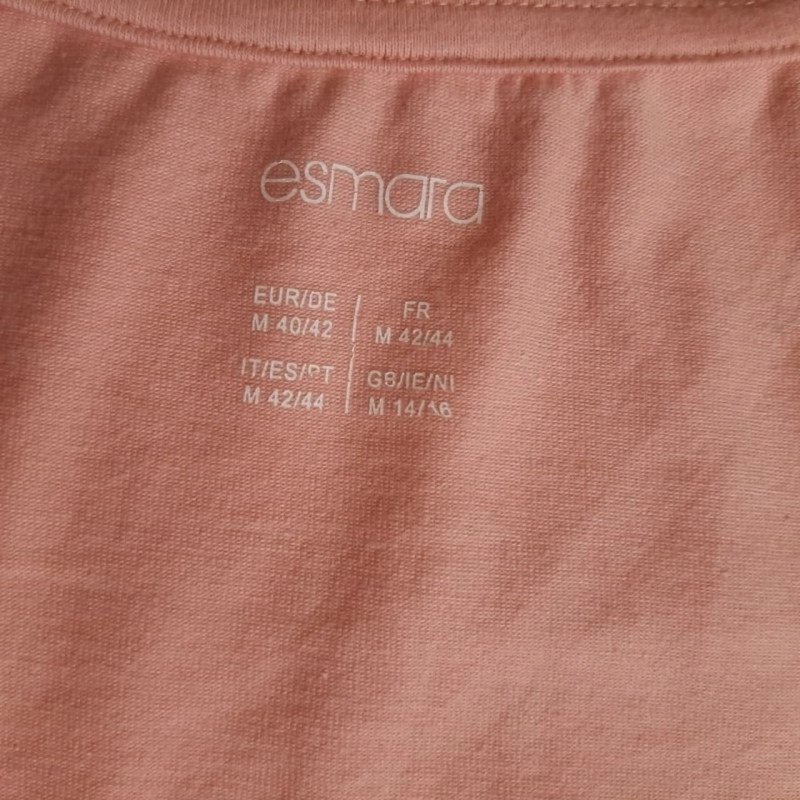 esmara
EUR/DE
M 40/42
FR
M 42/44
IT/ES/PT
M 42/44
GB/IE/NI
M 14/16